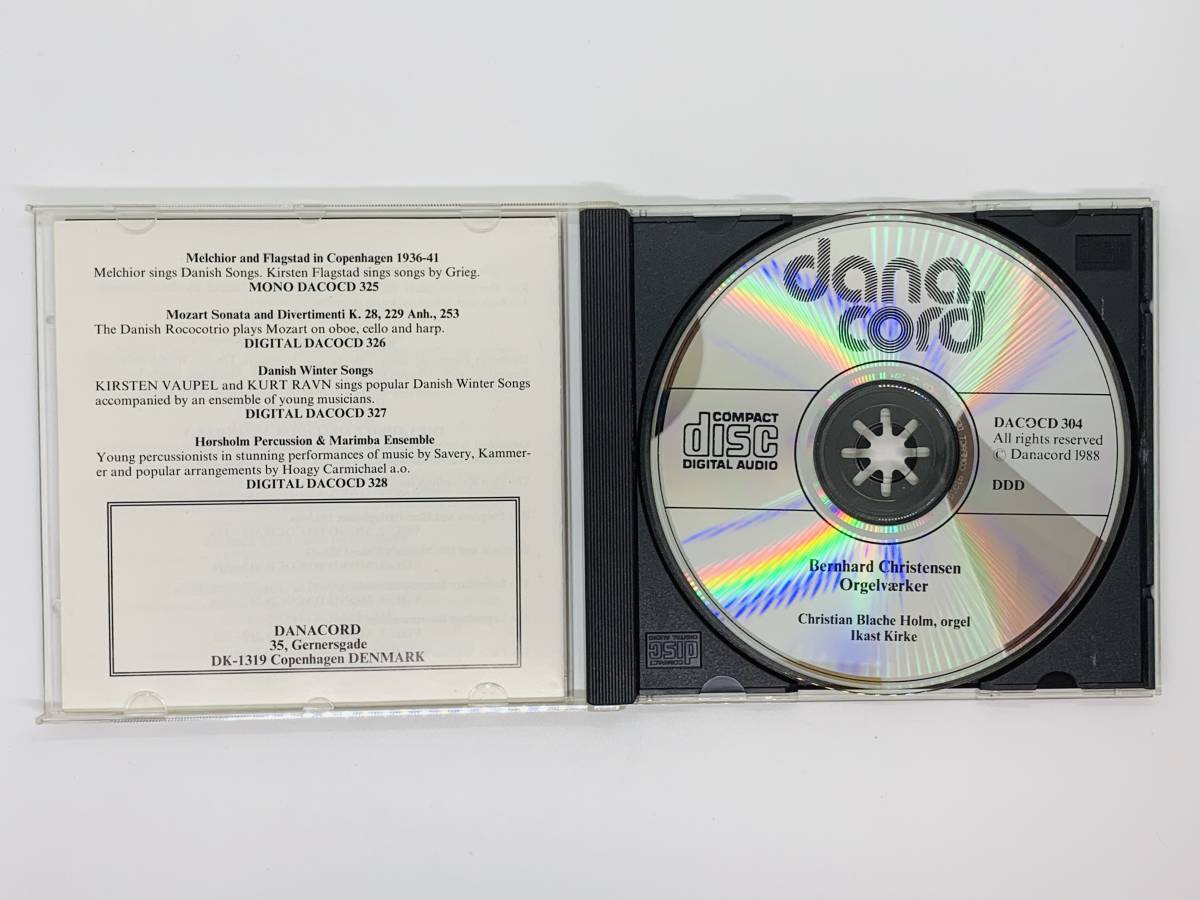 Melchior and Flagstad in Copenhagen 1936-41
Melchior sings Danish Songs. Kirsten Flagstad sings songs by Grieg.
MONO DACOCD 325
Mozart Sonata and Divertimenti K. 28, 229 Anh., 253
The Danish Rococotrio plays Mozart on oboe, cello and harp.
DIGITAL DACOCD 326
Danish Winter Songs
KIRSTEN VAUPEL and KURT RAVN sings popular Danish Winter Songs
accompanied by an ensemble of young musicians.
DIGITAL DACOCD 327
Hørsholm Percussion & Marimba Ensemble
Young percussionists in stunning performances of music by Savery, Kammer-
er and popular arrangements by Hoagy Carmichael a.o.
DIGITAL DACOCD 328
DANACORD
35, Gernersgade
DK-1319 Copenhagen DENMARK
dana
cord
COMPACT
disc
DIGITAL AUDIO
DACOCD 304
All rights reserved
© Danacord 1988
DDD
Bernhard Christensen
Orgelværker
Christian Blache Holm, orgel
Ikast Kirke
COMPACT
disc
DIGITAL AUDIO